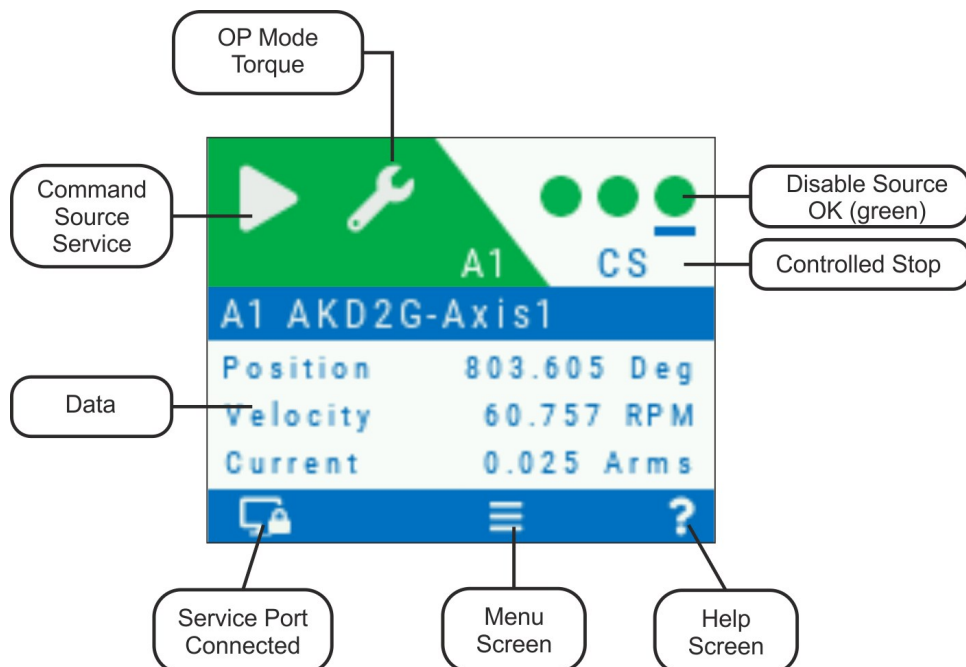 OP Mode
Torque
Command
Source
Service
Disable Source
OK (green)
A1
CS
Controlled Stop
A1 AKD2G-Axis1
Position 803.605 Deg
Data
Velocity 60.757 RPM
Current 0.025 Arms
?
Service Port
Connected
Menu
Screen
Help
Screen